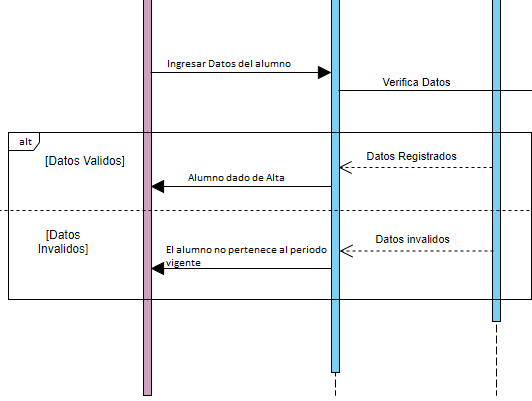 Ingresar Datos del alumno
Verifica Datos
alt
[Datos Validos]
Datos Registrados
Alumno dado de Alta
[Datos
Invalidos]
Datos invalidos
El alumno no pertenece al periodo
vigente